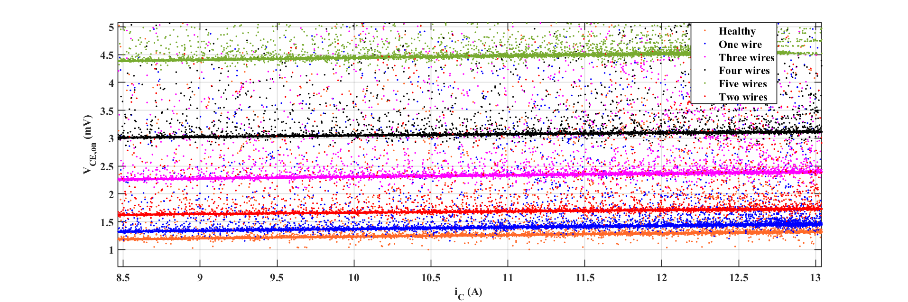 5
4.5
4
3.5
3
2.5
2
1.5
1
V_CE,on (mV)
Healthy
One wire
Three wires
Four wires
Five wires
Two wires
8.5 9 9.5 10 10.5 11 11.5 12 12.5 13
i_C (A)